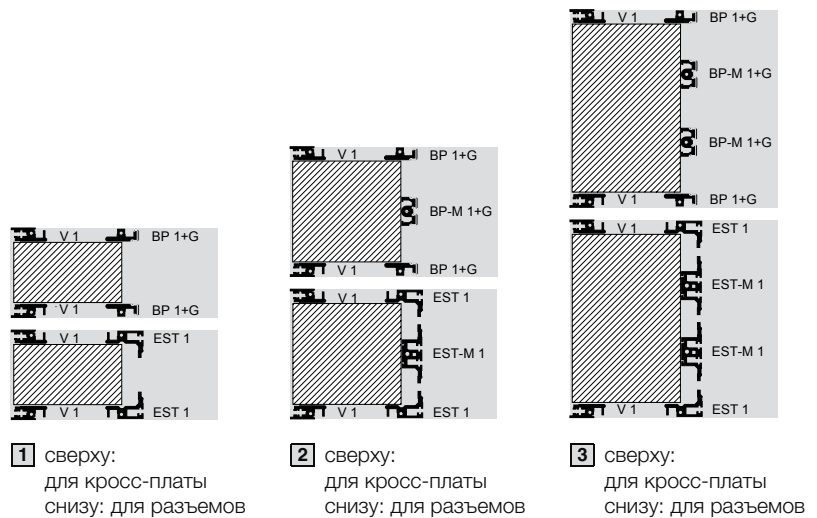 V 1 BP 1+G
V 1 BP 1+G
V 1 EST 1
V 1 EST 1
1 сверху:
для кросс-платы
снизу: для разъемов
V 1 BP 1+G
BP-M 1+G
V 1 BP 1+G
V 1 EST 1
EST-M 1
V 1 EST 1
2 сверху:
для кросс-платы
снизу: для разъемов
V 1 BP 1+G
BP-M 1+G
BP-M 1+G
V 1 BP 1+G
V 1 EST 1
EST-M 1
EST-M 1
V 1 EST 1
3 сверху:
для кросс-платы
снизу: для разъемов